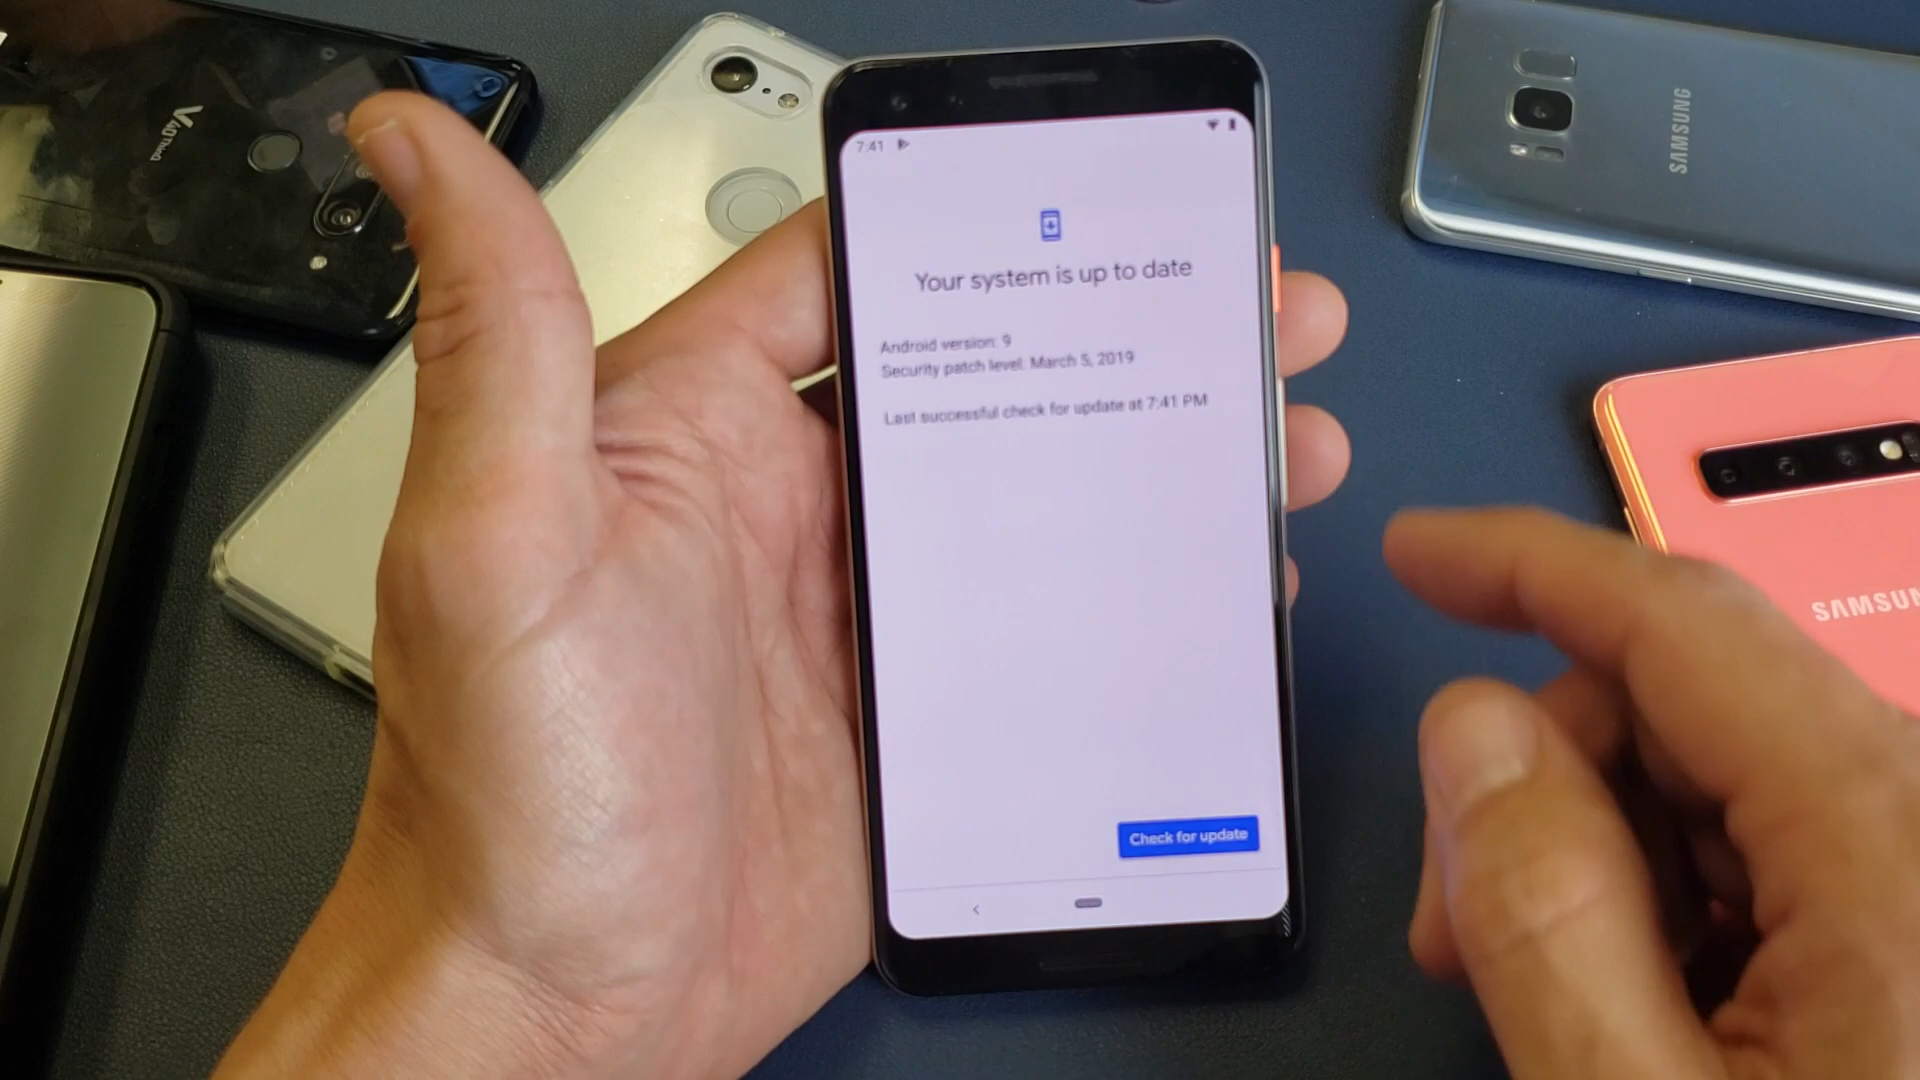 V40ThinQ
7:41
Your system is up to date
Android version: 9
Security patch level: March 5, 2019
Last successful check for update at 7:41 PM
Check for update
SAMSUNG
SAMSUN